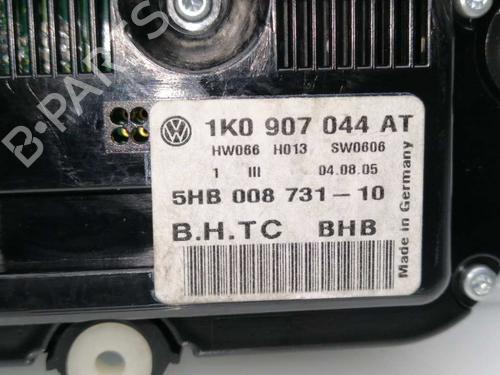 1K0 907 044 AT
HW066 H013 SW0606
1 III 04.08.05
5HB 008 731-10
B.H.TC BHB
Made in Germany
B-PARTS